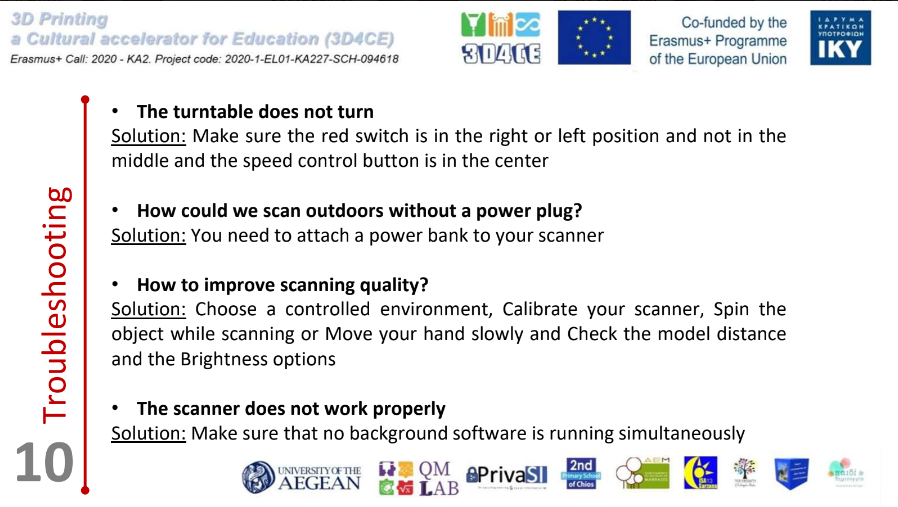 3D Printing
a Cultural accelerator for Education (3D4CE)
Erasmus+ Call: 2020 - KA2. Project code: 2020-1-EL01-KA227-SCH-094618
3D4CE
Co-funded by the
Erasmus+ Programme
of the European Union
ΙΔΡΥΜΑ
ΚΡΑΤΙΚΩΝ
ΥΠΟΤΡΟΦΙΩΝ
ΙΚΥ
Troubleshooting
10
• The turntable does not turn
Solution: Make sure the red switch is in the right or left position and not in the
middle and the speed control button is in the center
• How could we scan outdoors without a power plug?
Solution: You need to attach a power bank to your scanner
• How to improve scanning quality?
Solution: Choose a controlled environment, Calibrate your scanner, Spin the
object while scanning or Move your hand slowly and Check the model distance
and the Brightness options
• The scanner does not work properly
Solution: Make sure that no background software is running simultaneously
UNIVERSITY OF THE
AEGEAN
QM
LAB
PrivaSI
2nd
Primary School
of Chios